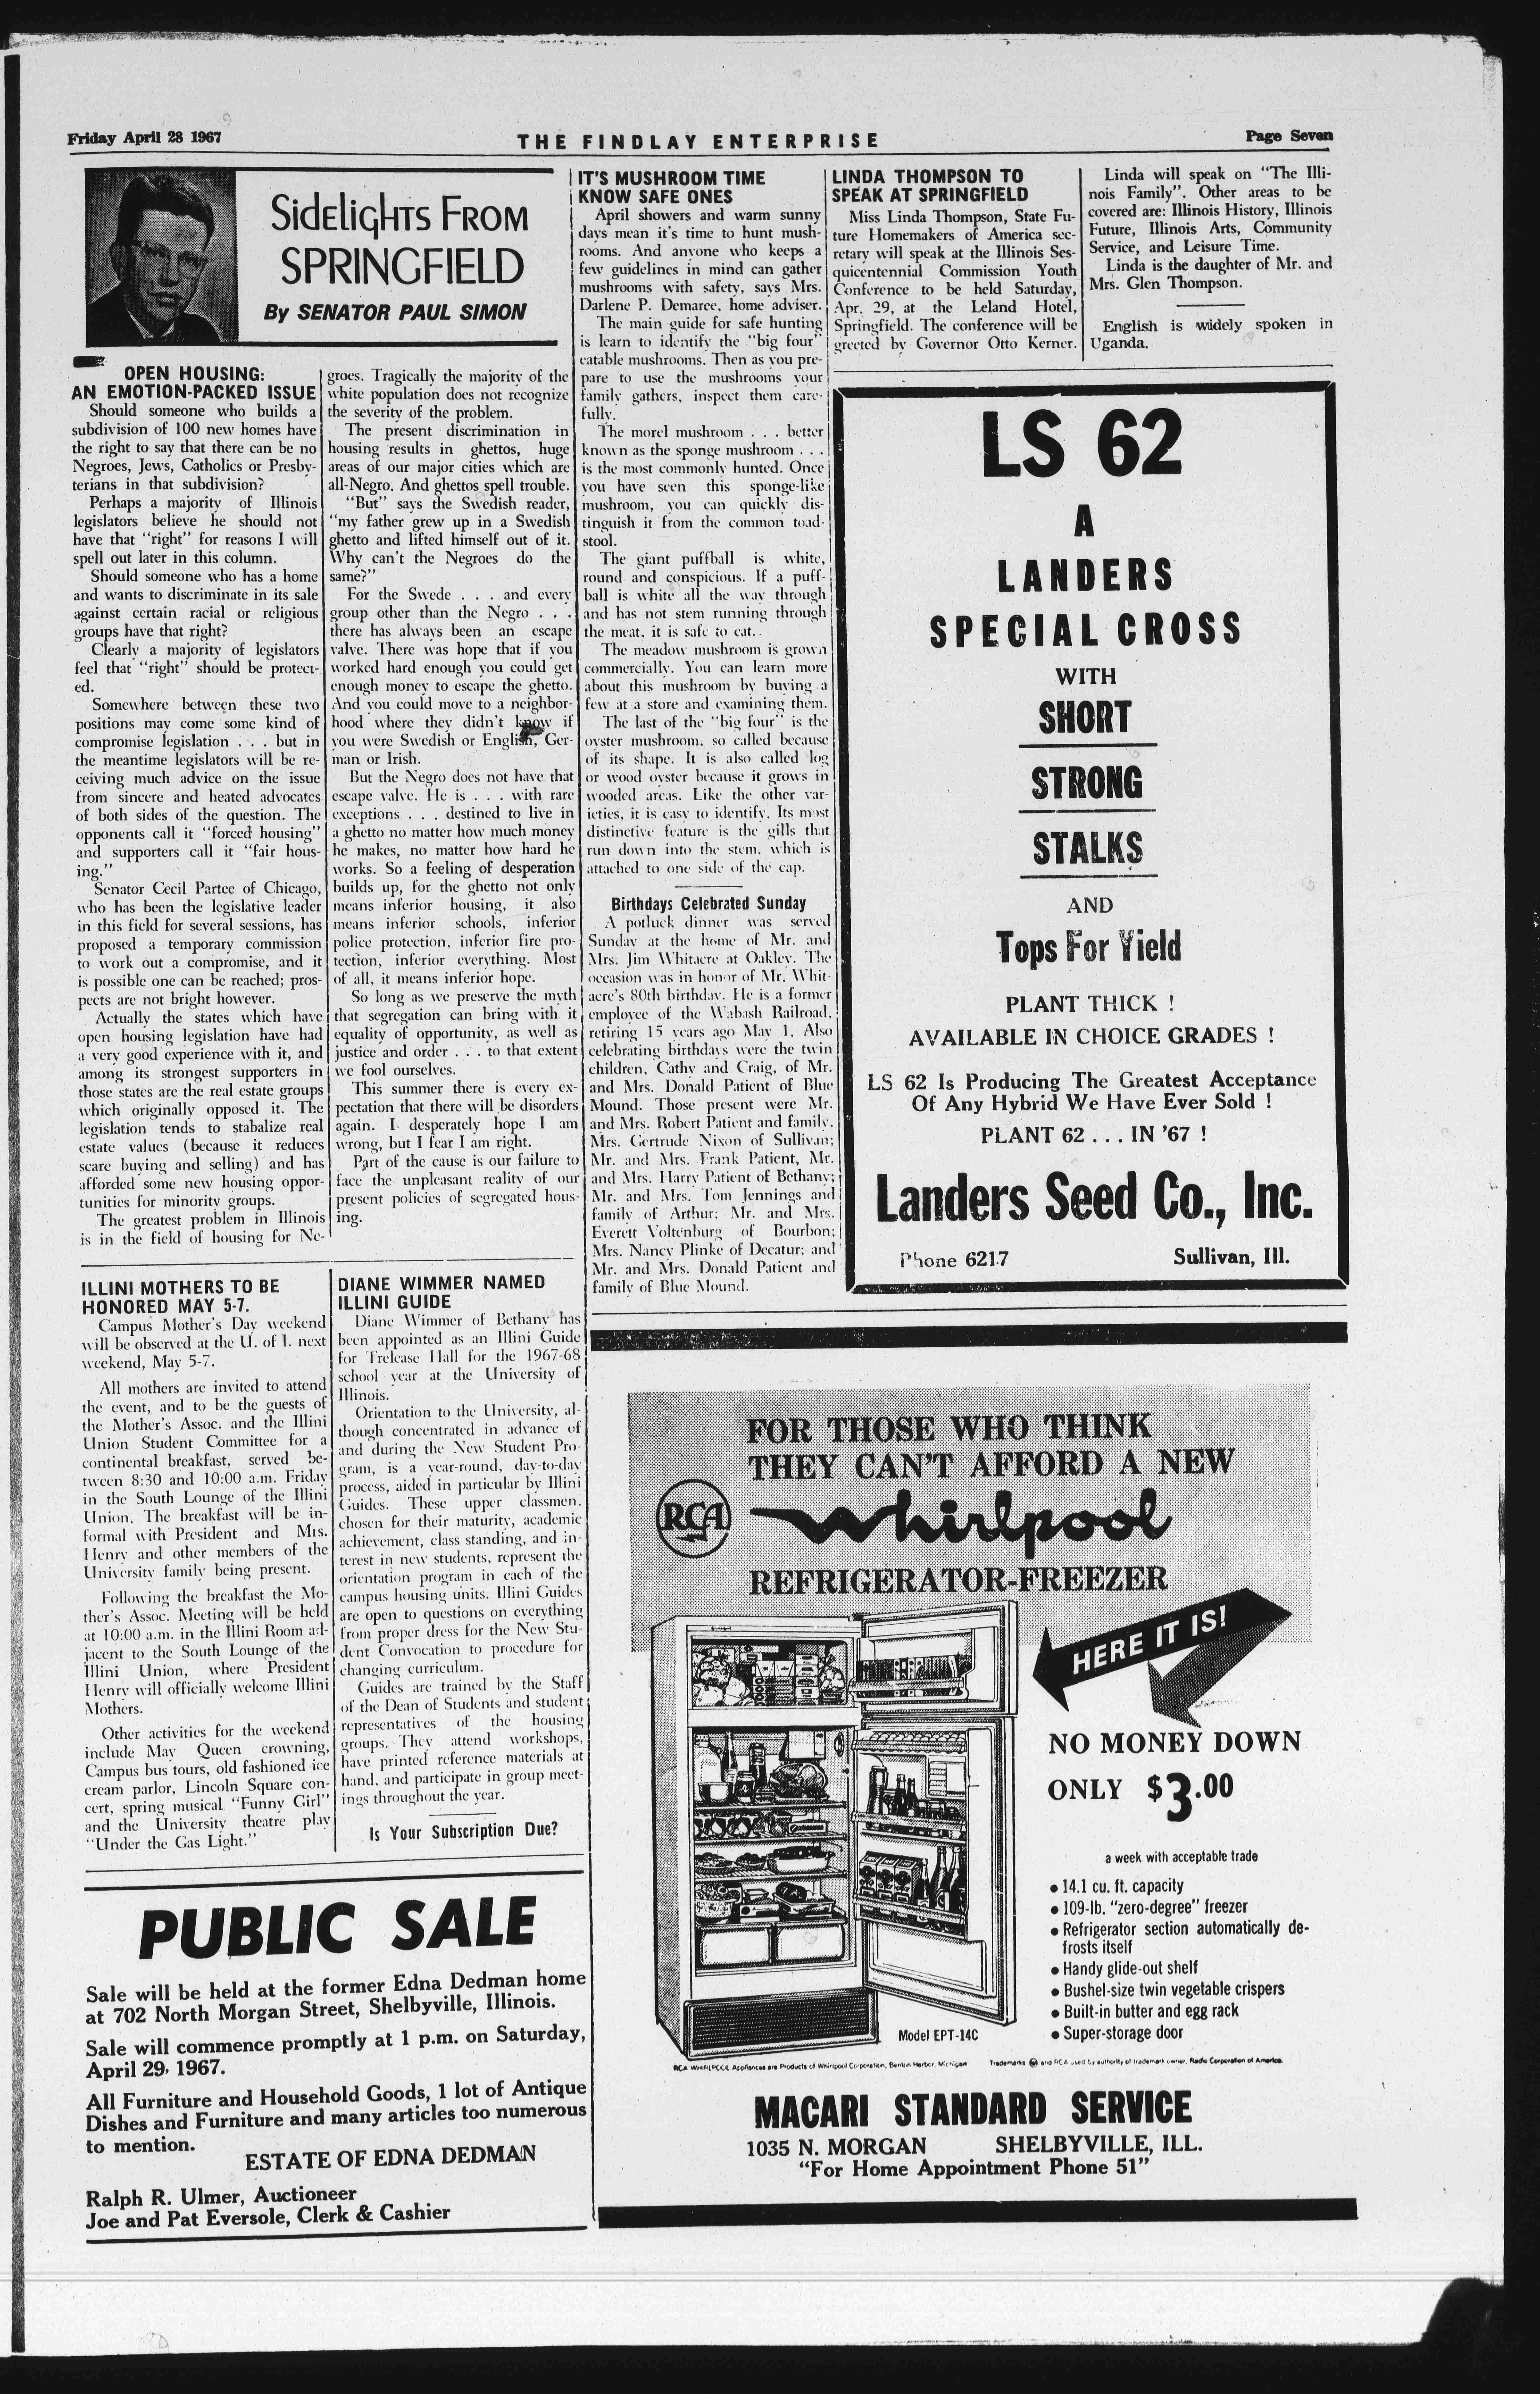 Friday April 28 1967
THE FINDLAY ENTERPRISE
Page Seven
Sidelights From
SPRINGFIELD
By SENATOR PAUL SIMON
OPEN HOUSING:
AN EMOTION-PACKED ISSUE
Should someone who builds a
subdivision of 100 new homes have
the right to say that there can be no
Negroes, Jews, Catholics or Presby-
terians in that subdivision?
Perhaps a majority of Illinois
legislators believe he should not
have that "right" for reasons I will
spell out later in this column.
Should someone who has a home
and wants to discriminate in its sale
against certain racial or religious
groups have that right?
Clearly a majority of legislators
feel that "right" should be protect-
ed.
Somewhere between these two
positions may come some kind of
compromise legislation . . . but in
the meantime legislators will be re-
ceiving much advice on the issue
from sincere and heated advocates
of both sides of the question. The
opponents call it "forced housing"
and supporters call it "fair hous-
ing."
Senator Cecil Partee of Chicago,
who has been the legislative leader
in this field for several sessions, has
proposed a temporary commission
to work out a compromise, and it
is possible one can be reached; pros-
pects are not bright however.
Actually the states which have
open housing legislation have had
a very good experience with it, and
among its strongest supporters in
those states are the real estate groups
which originally opposed it. The
legislation tends to stabalize real
estate values (because it reduces
scare buying and selling) and has
afforded some new housing oppor-
tunities for minority groups.
The greatest problem in Illinois
is in the field of housing for Ne-
groes. Tragically the majority of the
white population does not recognize
the severity of the problem.
The present discrimination in
housing results in ghettos, huge
areas of our major cities which are
all-Negro. And ghettos spell trouble.
"But" says the Swedish reader,
"my father grew up in a Swedish
ghetto and lifted himself out of it.
Why can't the Negroes do the
same?"
For the Swede . . . and every
group other than the Negro . . .
there has always been an escape
valve. There was hope that if you
worked hard enough you could get
enough money to escape the ghetto.
And you could move to a neighbor-
hood where they didn't know if
you were Swedish or English, Ger-
man or Irish.
But the Negro does not have that
escape valve. He is . . . with rare
exceptions . . . destined to live in
a ghetto no matter how much money
he makes, no matter how hard he
works. So a feeling of desperation
builds up, for the ghetto not only
means inferior housing, it also
means inferior schools, inferior
police protection, inferior fire pro-
tection, inferior everything. Most
of all, it means inferior hope.
So long as we preserve the myth
that segregation can bring with it
equality of opportunity, as well as
justice and order . . . to that extent
we fool ourselves.
This summer there is every ex-
pectation that there will be disorders
again. I desperately hope I am
wrong, but I fear I am right.
Part of the cause is our failure to
face the unpleasant reality of our
present policies of segregated hous-
ing.
IT'S MUSHROOM TIME
KNOW SAFE ONES
April showers and warm sunny
days mean it's time to hunt mush-
rooms. And anyone who keeps a
few guidelines in mind can gather
mushrooms with safety, says Mrs.
Darlene P. Demaree, home adviser.
The main guide for safe hunting
is learn to identify the "big four"
eatable mushrooms. Then as you pre-
pare to use the mushrooms your
family gathers, inspect them care-
fully.
The morel mushroom . . . better
known as the sponge mushroom . . .
is the most commonly hunted. Once
you have seen this sponge-like
mushroom, you can quickly dis-
tinguish it from the common toad-
stool.
The giant puffball is white,
round and conspicious. If a puff-
ball is white all the way through
and has not stem running through
the meat, it is safe to eat..
The meadow mushroom is grown
commercially. You can learn more
about this mushroom by buying a
few at a store and examining them.
The last of the "big four" is the
oyster mushroom, so called because
of its shape. It is also called log
or wood oyster because it grows in
wooded areas. Like the other var-
ieties, it is easy to identify. Its most
distinctive feature is the gills that
run down into the stem, which is
attached to one side of the cap.
Birthdays Celebrated Sunday
A potluck dinner was served
Sunday at the home of Mr. and
Mrs. Jim Whitacre at Oakley. The
occasion was in honor of Mr. Whit-
acre's 80th birthday. He is a former
employee of the Wabash Railroad,
retiring 15 years ago May 1. Also
celebrating birthdays were the twin
children, Cathy and Craig, of Mr.
and Mrs. Donald Patient of Blue
Mound. Those present were Mr.
and Mrs. Robert Patient and family,
Mrs. Gertrude Nixon of Sullivan;
Mr. and Mrs. Frank Patient, Mr.
and Mrs. Harry Patient of Bethany;
Mr. and Mrs. Tom Jennings and
family of Arthur; Mr. and Mrs.
Everett Voltenburg of Bourbon;
Mrs. Nancy Plinke of Decatur; and
Mr. and Mrs. Donald Patient and
family of Blue Mound.
LINDA THOMPSON TO
SPEAK AT SPRINGFIELD
Miss Linda Thompson, State Fu-
ture Homemakers of America sec-
retary will speak at the Illinois Ses-
quicentennial Commission Youth
Conference to be held Saturday,
Apr. 29, at the Leland Hotel,
Springfield. The conference will be
greeted by Governor Otto Kerner.
Linda will speak on "The Illi-
nois Family". Other areas to be
covered are: Illinois History, Illinois
Future, Illinois Arts, Community
Service, and Leisure Time.
Linda is the daughter of Mr. and
Mrs. Glen Thompson.
English is widely spoken in
Uganda.
LS 62
A
LANDERS
SPECIAL CROSS
WITH
SHORT
STRONG
STALKS
AND
Tops For Yield
PLANT THICK !
AVAILABLE IN CHOICE GRADES !
LS 62 Is Producing The Greatest Acceptance
Of Any Hybrid We Have Ever Sold !
PLANT 62 . . . IN '67 !
Landers Seed Co., Inc.
Phone 6217
Sullivan, Ill.
ILLINI MOTHERS TO BE
HONORED MAY 5-7.
Campus Mother's Day weekend
will be observed at the U. of I. next
weekend, May 5-7.
All mothers are invited to attend
the event, and to be the guests of
the Mother's Assoc. and the Illini
Union Student Committee for a
continental breakfast, served be-
tween 8:30 and 10:00 a.m. Friday
in the South Lounge of the Illini
Union. The breakfast will be in-
formal with President and Mrs.
Henry and other members of the
University family being present.
Following the breakfast the Mo-
ther's Assoc. Meeting will be held
at 10:00 a.m. in the Illini Room ad-
jacent to the South Lounge of the
Illini Union, where President
Henry will officially welcome Illini
Mothers.
Other activities for the weekend
include May Queen crowning,
Campus bus tours, old fashioned ice
cream parlor, Lincoln Square con-
cert, spring musical "Funny Girl"
and the University theatre play
"Under the Gas Light."
DIANE WIMMER NAMED
ILLINI GUIDE
Diane Wimmer of Bethany has
been appointed as an Illini Guide
for Trelease Hall for the 1967-68
school year at the University of
Illinois.
Orientation to the University, al-
though concentrated in advance of
and during the New Student Pro-
gram, is a year-round, day-to-day
process, aided in particular by Illini
Guides. These upper classmen,
chosen for their maturity, academic
achievement, class standing, and in-
terest in new students, represent the
orientation program in each of the
campus housing units. Illini Guides
are open to questions on everything
from proper dress for the New Stu-
dent Convocation to procedure for
changing curriculum.
Guides are trained by the Staff
of the Dean of Students and student
representatives of the housing
groups. They attend workshops,
have printed reference materials at
hand, and participate in group meet-
ings throughout the year.
Is Your Subscription Due?
PUBLIC SALE
Sale will be held at the former Edna Dedman home
at 702 North Morgan Street, Shelbyville, Illinois.
Sale will commence promptly at 1 p.m. on Saturday,
April 29, 1967.
All Furniture and Household Goods, 1 lot of Antique
Dishes and Furniture and many articles too numerous
to mention.
ESTATE OF EDNA DEDMAN
Ralph R. Ulmer, Auctioneer
Joe and Pat Eversole, Clerk & Cashier
FOR THOSE WHO THINK
THEY CAN'T AFFORD A NEW
RCA Whirlpool
REFRIGERATOR-FREEZER
HERE IT IS!
NO MONEY DOWN
ONLY $3.00
a week with acceptable trade
• 14.1 cu. ft. capacity
• 109-lb. "zero-degree" freezer
• Refrigerator section automatically de-
frosts itself
• Handy glide-out shelf
• Bushel-size twin vegetable crispers
• Built-in butter and egg rack
• Super-storage door
Model EPT-14C
RCA WHIRLPOOL Appliances are Products of Whirlpool Corporation, Benton Harbor, Michigan Trademarks and RCA used by authority of trademark owner, Radio Corporation of America.
MACARI STANDARD SERVICE
1035 N. MORGAN SHELBYVILLE, ILL.
"For Home Appointment Phone 51"